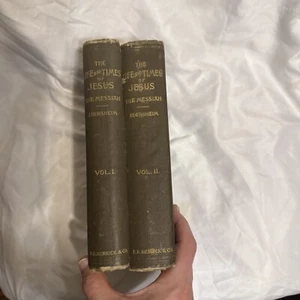 THE
LIFE AND TIMES
OF
JESUS
THE MESSIAH
EDERSHEIM
VOL. I.
THE
LIFE AND TIMES
OF
JESUS
THE MESSIAH
EDERSHEIM
VOL. II.